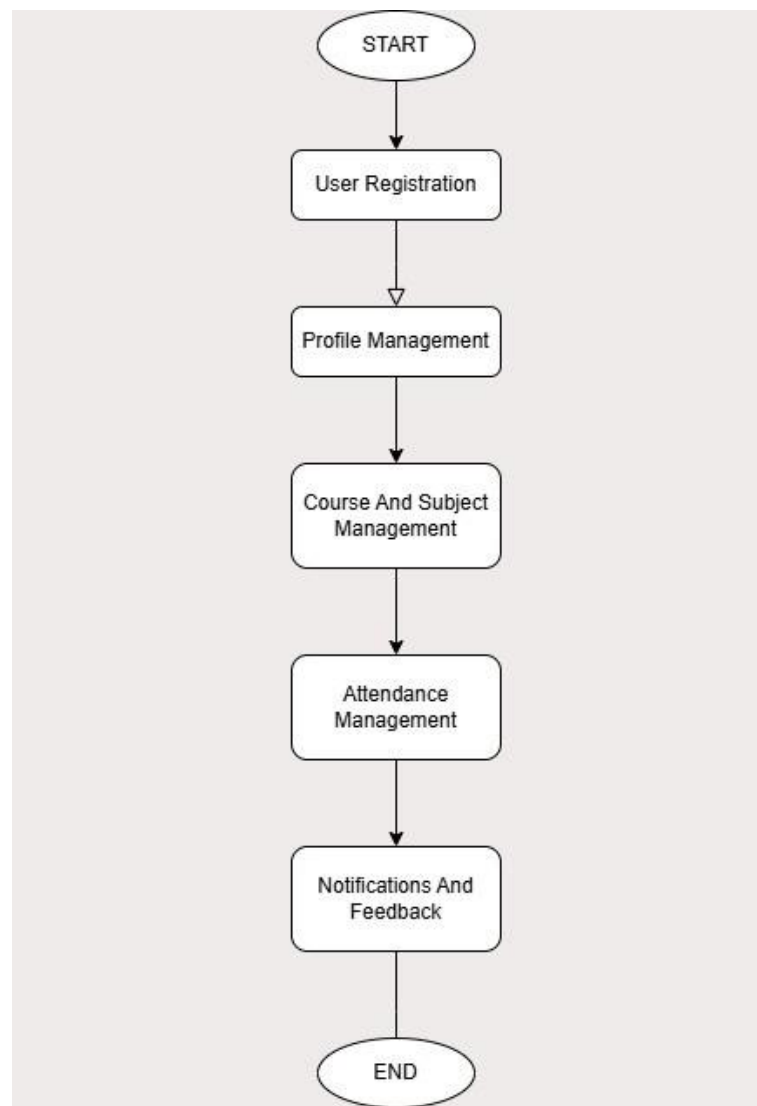 START
User Registration
Profile Management
Course And Subject
Management
Attendance
Management
Notifications And
Feedback
END